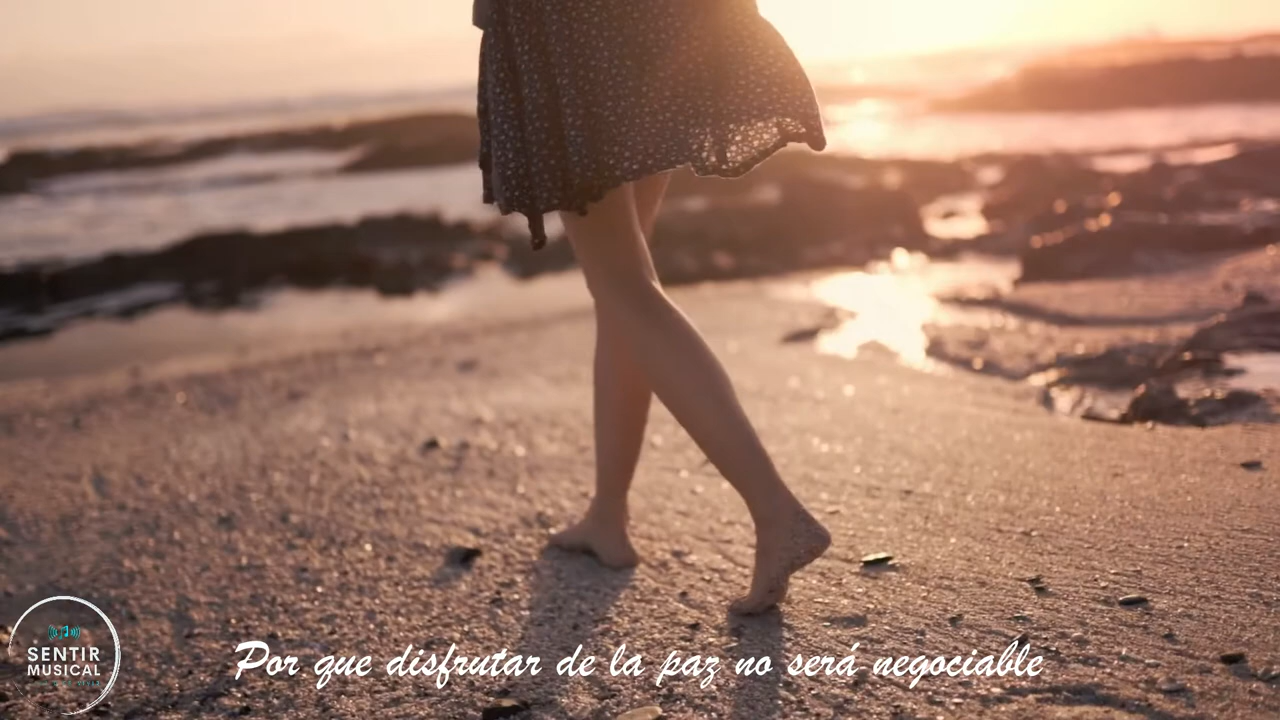 SENTIR
MUSICAL
Por que disfrutar de la paz no será negociable